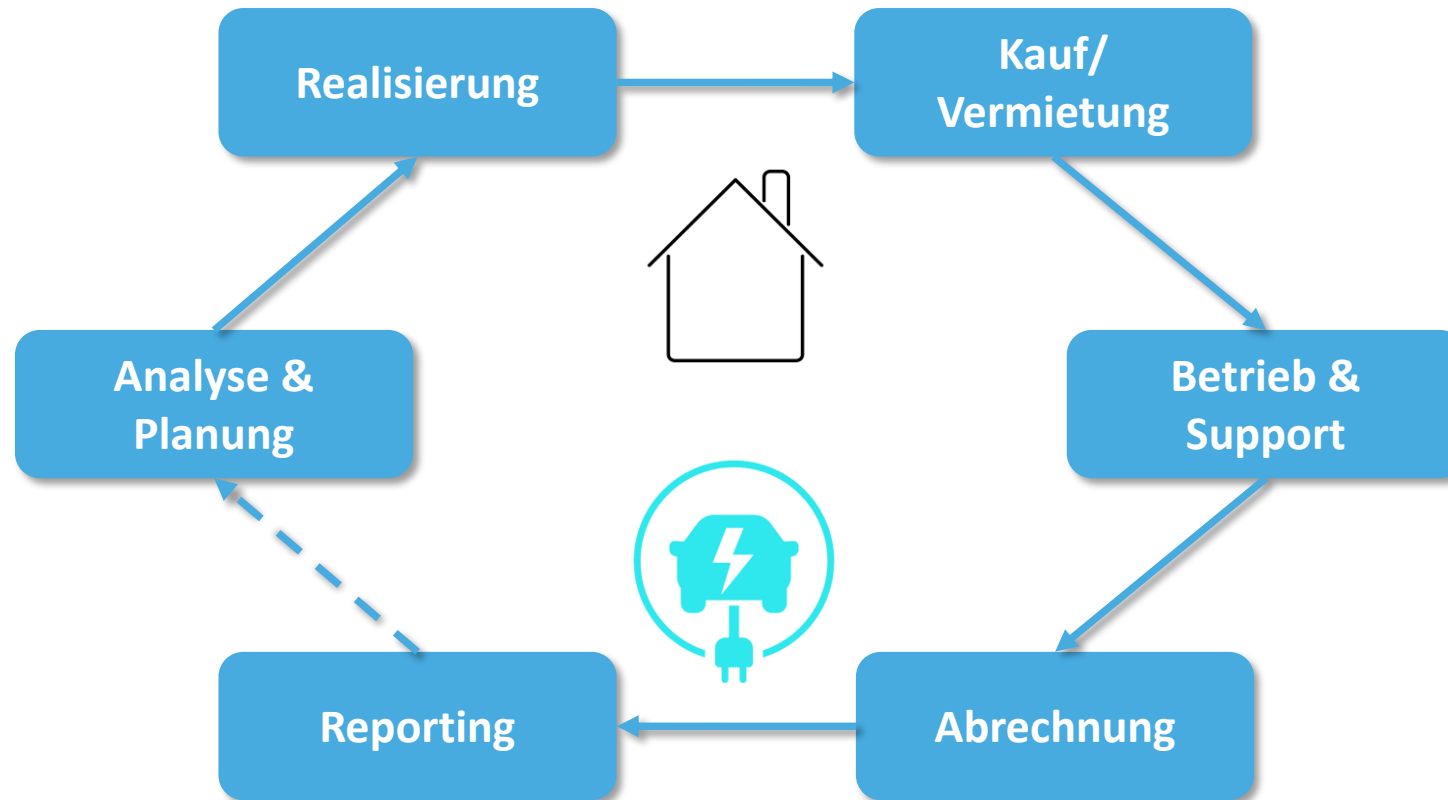 Realisierung
Kauf/
Vermietung
Analyse &
Planung
Betrieb &
Support
Reporting
Abrechnung